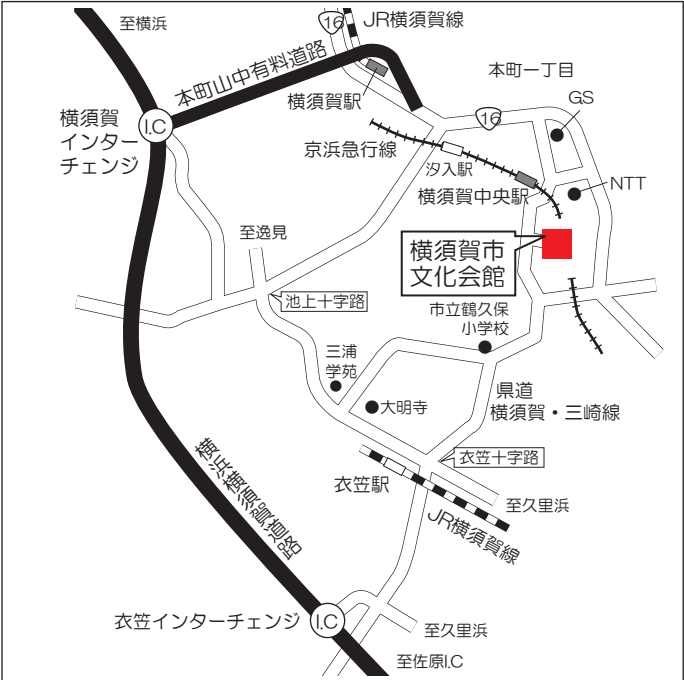 至横浜
16
JR横須賀線
本町山中有料道路
本町一丁目
横須賀駅
GS
横須賀
インター
チェンジ
I.C
16
京浜急行線
汐入駅
横須賀中央駅
NTT
至逸見
横須賀市
文化会館
池上十字路
市立鶴久保
小学校
三浦
学苑
県道
横須賀・三崎線
大明寺
衣笠十字路
衣笠駅
至久里浜
JR横須賀線
横浜横須賀道路
衣笠インターチェンジ
I.C
至久里浜
至佐原I.C